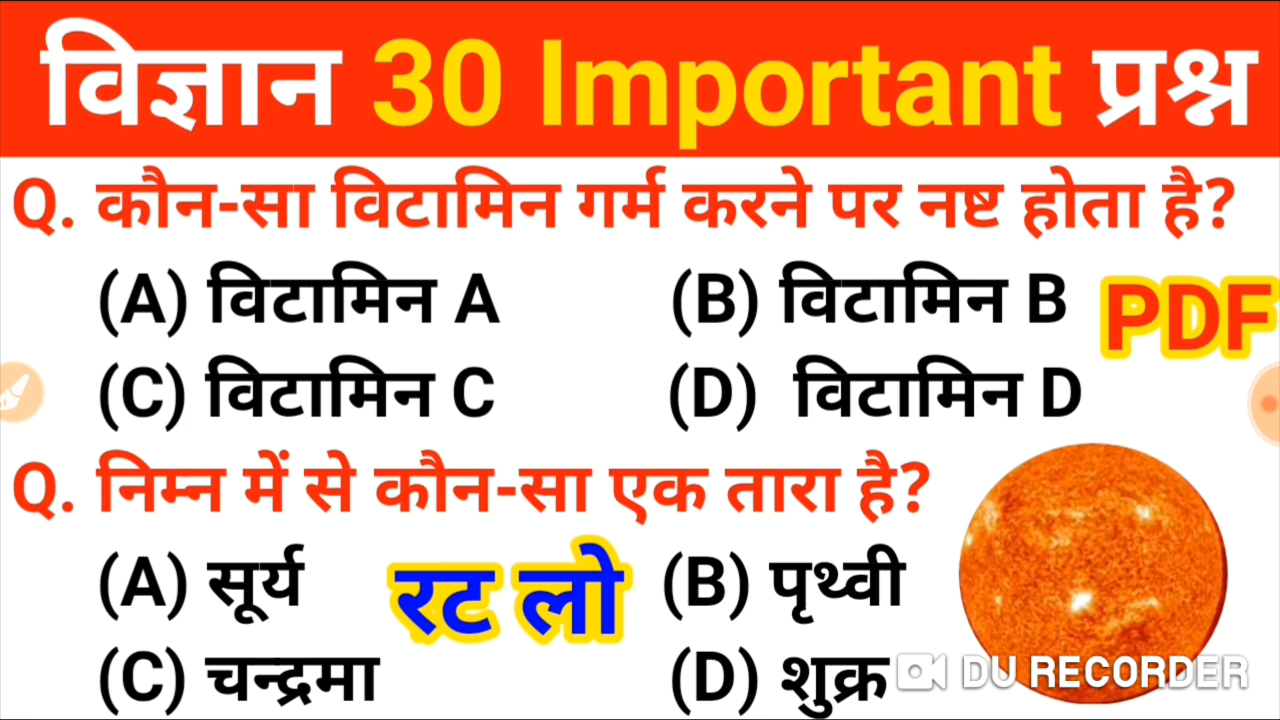 विज्ञान 30 Important प्रश्न
Q. कौन-सा विटामिन गर्म करने पर नष्ट होता है?
(A) विटामिन A (B) विटामिन B
PDF
(C) विटामिन C (D) विटामिन D
Q. निम्न में से कौन-सा एक तारा है?
(A) सूर्य (B) पृथ्वी
रट लो
(C) चन्द्रमा (D) शुक्र
DU RECORDER